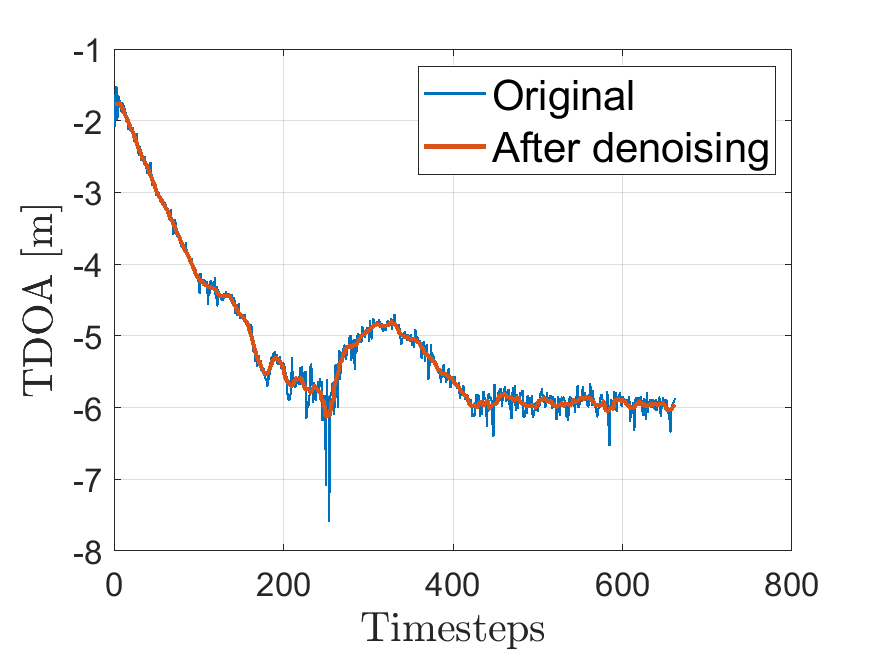 -1
-2
-3
-4
-5
-6
-7
-8
TDOA [m]
Original
After denoising
0 200 400 600 800
Timesteps